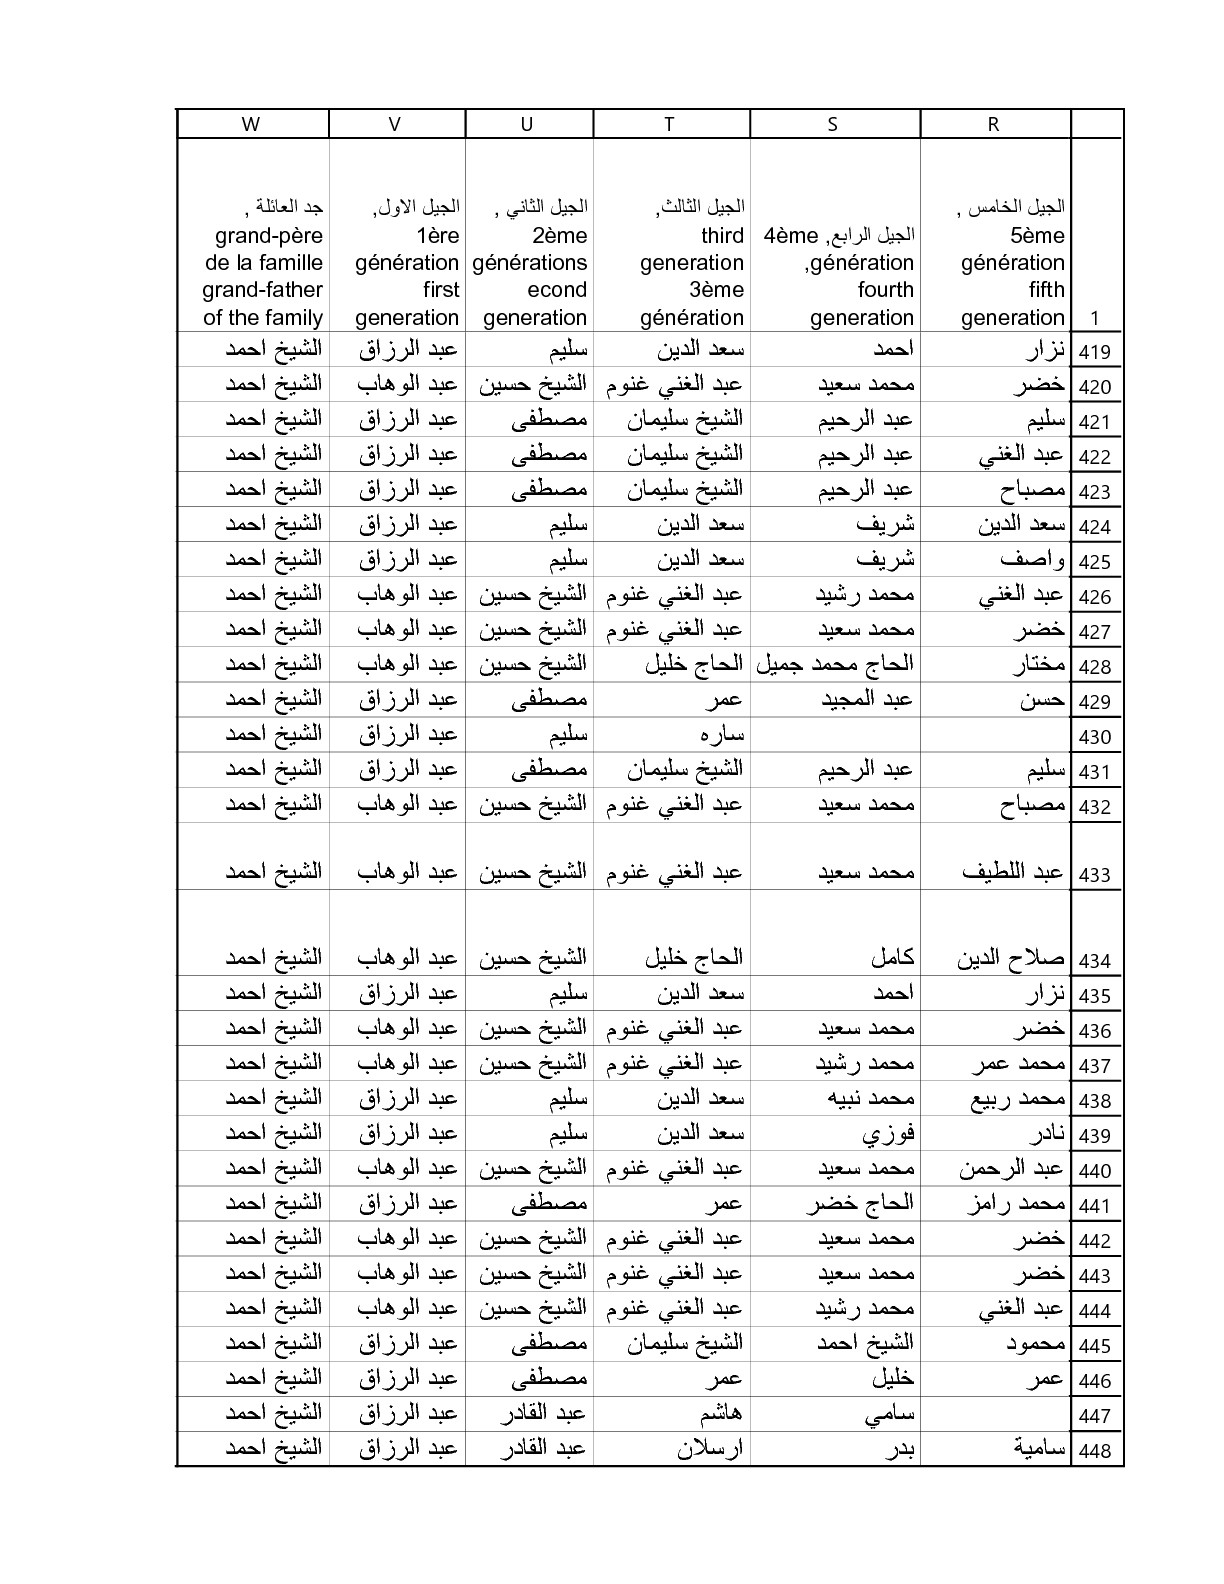 R S T U V W
الجيل الخامس , 5ème génération fifth generation
الجيل الرابع, 4ème génération, fourth generation
الجيل الثالث, third generation 3ème génération
الجيل الثاني , 2ème générations econd generation
الجيل الاول, 1ère génération first generation
جد العائلة , grand-père de la famille grand-father of the family
1
419 نزار احمد سعد الدين سليم عبد الرزاق الشيخ احمد
420 خضر محمد سعيد عبد الغني غنوم الشيخ حسين عبد الوهاب الشيخ احمد
421 سليم عبد الرحيم الشيخ سليمان مصطفى عبد الرزاق الشيخ احمد
422 عبد الغني عبد الرحيم الشيخ سليمان مصطفى عبد الرزاق الشيخ احمد
423 مصباح عبد الرحيم الشيخ سليمان مصطفى عبد الرزاق الشيخ احمد
424 سعد الدين شريف سعد الدين سليم عبد الرزاق الشيخ احمد
425 واصف شريف سعد الدين سليم عبد الرزاق الشيخ احمد
426 عبد الغني محمد رشيد عبد الغني غنوم الشيخ حسين عبد الوهاب الشيخ احمد
427 خضر محمد سعيد عبد الغني غنوم الشيخ حسين عبد الوهاب الشيخ احمد
428 مختار الحاج محمد جميل الحاج خليل الشيخ حسين عبد الوهاب الشيخ احمد
429 حسن عبد المجيد عمر مصطفى عبد الرزاق الشيخ احمد
430 ساره سليم عبد الرزاق الشيخ احمد
431 سليم عبد الرحيم الشيخ سليمان مصطفى عبد الرزاق الشيخ احمد
432 مصباح محمد سعيد عبد الغني غنوم الشيخ حسين عبد الوهاب الشيخ احمد
433 عبد اللطيف محمد سعيد عبد الغني غنوم الشيخ حسين عبد الوهاب الشيخ احمد
434 صلاح الدين كامل الحاج خليل الشيخ حسين عبد الوهاب الشيخ احمد
435 نزار احمد سعد الدين سليم عبد الرزاق الشيخ احمد
436 خضر محمد سعيد عبد الغني غنوم الشيخ حسين عبد الوهاب الشيخ احمد
437 محمد عمر محمد رشيد عبد الغني غنوم الشيخ حسين عبد الوهاب الشيخ احمد
438 محمد ربيع محمد نبيه سعد الدين سليم عبد الرزاق الشيخ احمد
439 نادر فوزي سعد الدين سليم عبد الرزاق الشيخ احمد
440 عبد الرحمن محمد سعيد عبد الغني غنوم الشيخ حسين عبد الوهاب الشيخ احمد
441 محمد رامز الحاج خضر عمر مصطفى عبد الرزاق الشيخ احمد
442 خضر محمد سعيد عبد الغني غنوم الشيخ حسين عبد الوهاب الشيخ احمد
443 خضر محمد سعيد عبد الغني غنوم الشيخ حسين عبد الوهاب الشيخ احمد
444 عبد الغني محمد رشيد عبد الغني غنوم الشيخ حسين عبد الوهاب الشيخ احمد
445 محمود الشيخ احمد الشيخ سليمان مصطفى عبد الرزاق الشيخ احمد
446 عمر خليل عمر مصطفى عبد الرزاق الشيخ احمد
447 سامي هاشم عبد القادر عبد الرزاق الشيخ احمد
448 سامية بدر ارسلان عبد القادر عبد الرزاق الشيخ احمد